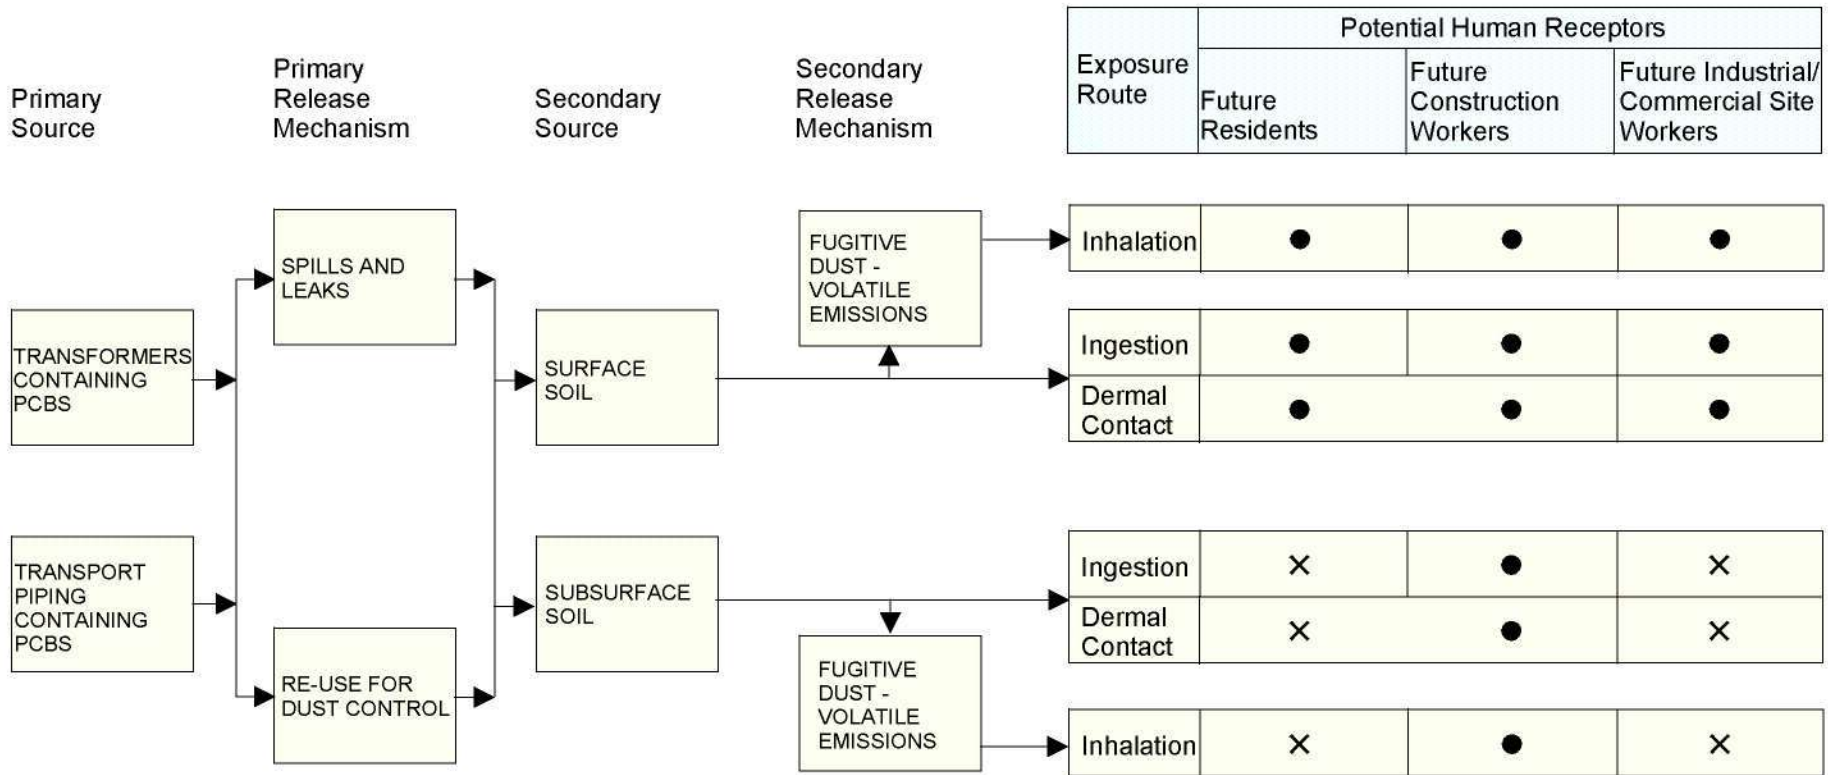 Primary
Source
Primary
Release
Mechanism
Secondary
Source
Secondary
Release
Mechanism
Exposure
Route
Potential Human Receptors
Future
Residents
Future
Construction
Workers
Future Industrial/
Commercial Site
Workers
TRANSFORMERS
CONTAINING
PCBS
TRANSPORT
PIPING
CONTAINING
PCBS
SPILLS AND
LEAKS
RE-USE FOR
DUST CONTROL
SURFACE
SOIL
SUBSURFACE
SOIL
FUGITIVE
DUST -
VOLATILE
EMISSIONS
FUGITIVE
DUST -
VOLATILE
EMISSIONS
Inhalation ● ● ●
Ingestion ● ● ●
Dermal
Contact ● ● ●
Ingestion × ● ×
Dermal
Contact × ● ×
Inhalation × ● ×